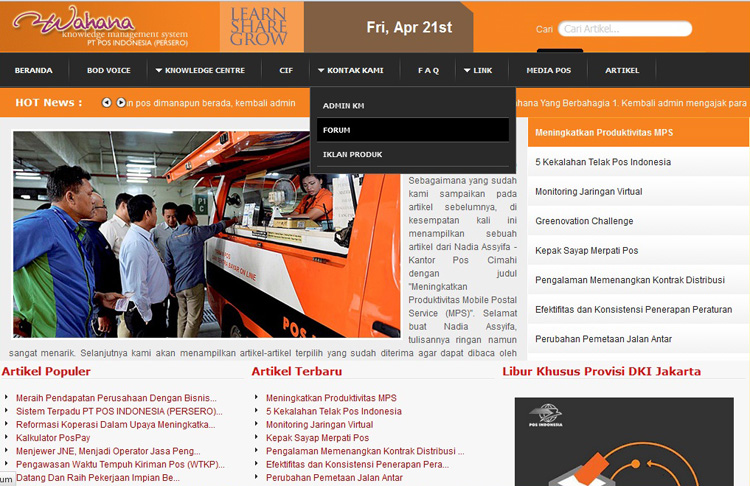 Wahana
knowledge management system
PT POS INDONESIA (PERSERO)
LEARN
SHARE
GROW
Fri, Apr 21st
Cari
Cari Artikel...
BERANDA
BOD VOICE
KNOWLEDGE CENTRE
CIF
KONTAK KAMI
F A Q
LINK
MEDIA POS
ARTIKEL
ADMIN KM
FORUM
IKLAN PRODUK
HOT News :
n pos dimanapun berada, kembali admin
ahana Yang Berbahagia 1. Kembali admin mengajak para
Sebagaimana yang sudah
kami sampaikan pada
artikel sebelumnya, di
kesempatan kali ini
menampilkan sebuah
artikel dari Nadia Assyifa -
Kantor Pos Cimahi
dengan judul
"Meningkatkan
Produktivitas Mobile Postal
Service (MPS)". Selamat
buat Nadia Assyifa,
tulisannya ringan namun
sangat menarik. Selanjutnya kami akan menampilkan artikel-artikel terpilih yang sudah diterima agar dapat dibaca oleh
Meningkatkan Produktivitas MPS
5 Kekalahan Telak Pos Indonesia
Monitoring Jaringan Virtual
Greenovation Challenge
Kepak Sayap Merpati Pos
Pengalaman Memenangkan Kontrak Distribusi
Efektifitas dan Konsistensi Penerapan Peraturan
Perubahan Pemetaan Jalan Antar
Artikel Populer
Meraih Pendapatan Perusahaan Dengan Bisnis...
Sistem Terpadu PT POS INDONESIA (PERSERO)...
Reformasi Koperasi Dalam Upaya Meningkatka...
Kalkulator PosPay
Menjewer JNE, Menjadi Operator Jasa Peng...
Pengawasan Waktu Tempuh Kiriman Pos (WTKP)...
Datang Dan Raih Pekerjaan Impian Be...
um
Artikel Terbaru
Meningkatkan Produktivitas MPS
5 Kekalahan Telak Pos Indonesia
Monitoring Jaringan Virtual
Kepak Sayap Merpati Pos
Pengalaman Memenangkan Kontrak Distribusi ...
Efektifitas dan Konsistensi Penerapan Pera...
Perubahan Pemetaan Jalan Antar
Libur Khusus Provisi DKI Jakarta
POS INDONESIA